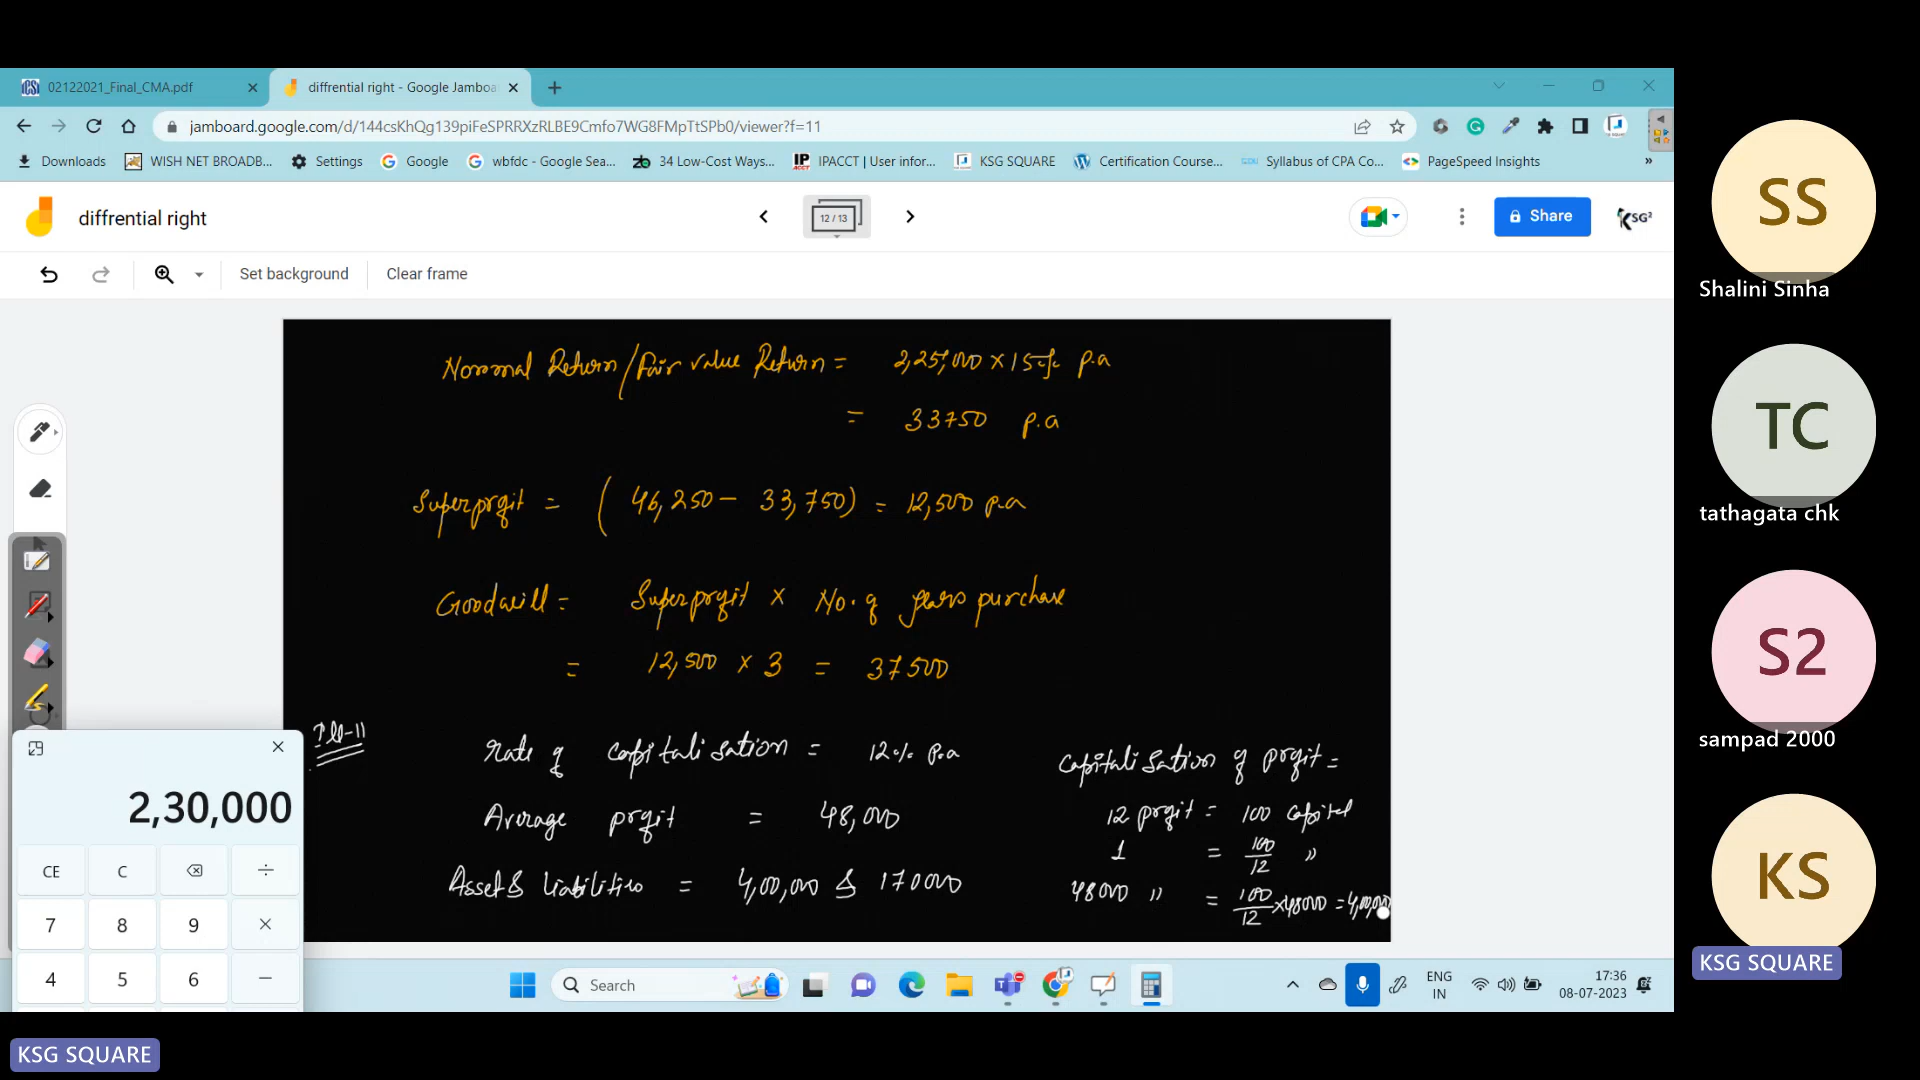 02122021_Final_CMA.pdf
diffrential right - Google Jamboa
jamboard.google.com/d/144csKhQg139piFeSPRRXzRLBE9Cmfo7WG8FMpTtSPb0/viewer?f=11
Downloads
WISH NET BROADB...
Settings
Google
wbfdc - Google Sea...
34 Low-Cost Ways...
IPACCT | User infor...
KSG SQUARE
Certification Course...
Syllabus of CPA Co...
PageSpeed Insights
»
diffrential right
12 / 13
Share
KSG²
Set background
Clear frame
Normal Return/Fair value Return = 2,25,000 × 15% p.a
= 33750 p.a
Superprofit = ( 46,250 – 33,750) = 12,500 p.a
Goodwill = Superprofit × No. of years purchase
= 12,500 × 3 = 37500
Ill-11
Rate of capitalisation = 12% p.a
Average profit = 48,000
Asset & liabilities = 4,00,000 & 170000
Capitalisation of profit =
12 profit = 100 capital
1 = 100/12 "
48000 " = 100/12 × 48000 = 4,00,000
2,30,000
CE C ÷
7 8 9 ×
4 5 6 −
Search
ENG
IN
17:36
08-07-2023
SS
Shalini Sinha
TC
tathagata chk
S2
sampad 2000
KS
KSG SQUARE
KSG SQUARE